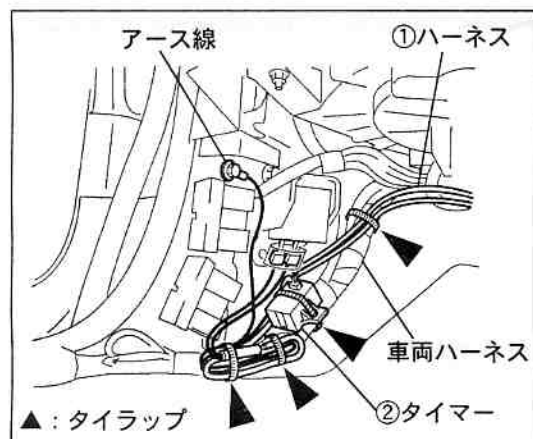 アース線
①ハーネス
車両ハーネス
②タイマー
▲：タイラップ